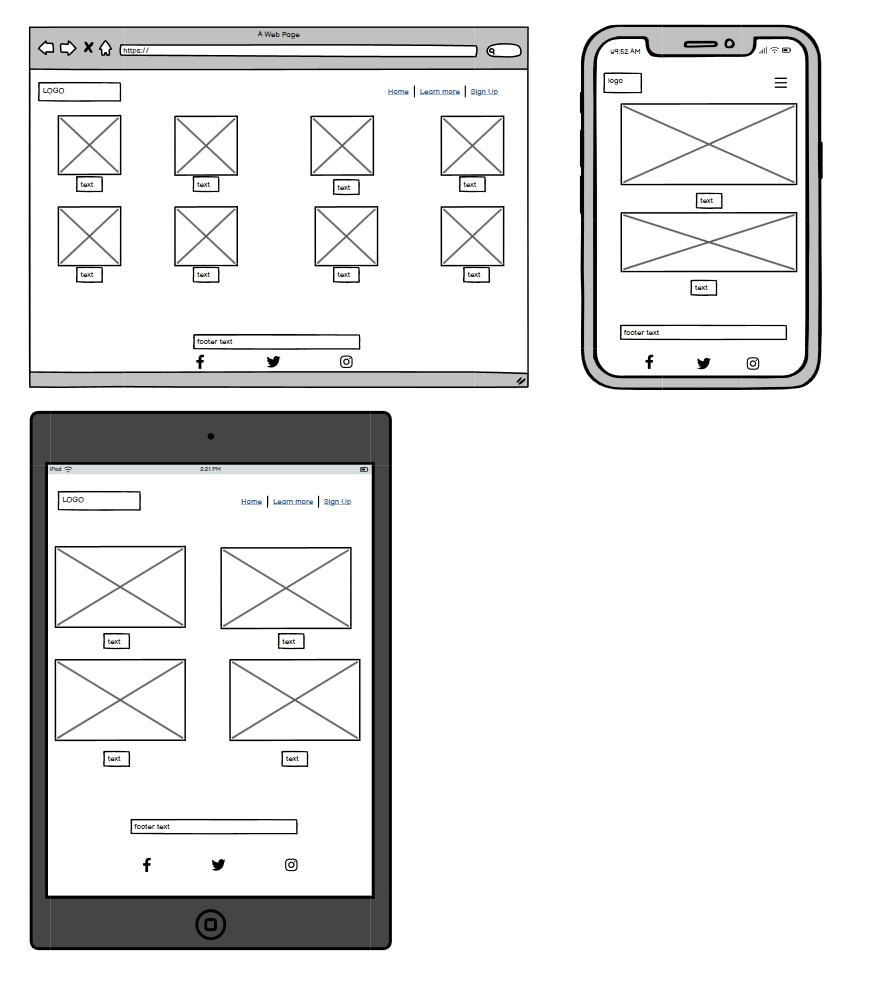 A Web Page
https://
LOGO
Home Learn more Sign Up
text text text text
text text text text
footer text
09:52 AM
logo
text
text
footer text
iPad 2:21 PM
LOGO
Home Learn more Sign Up
text text
text text
footer text